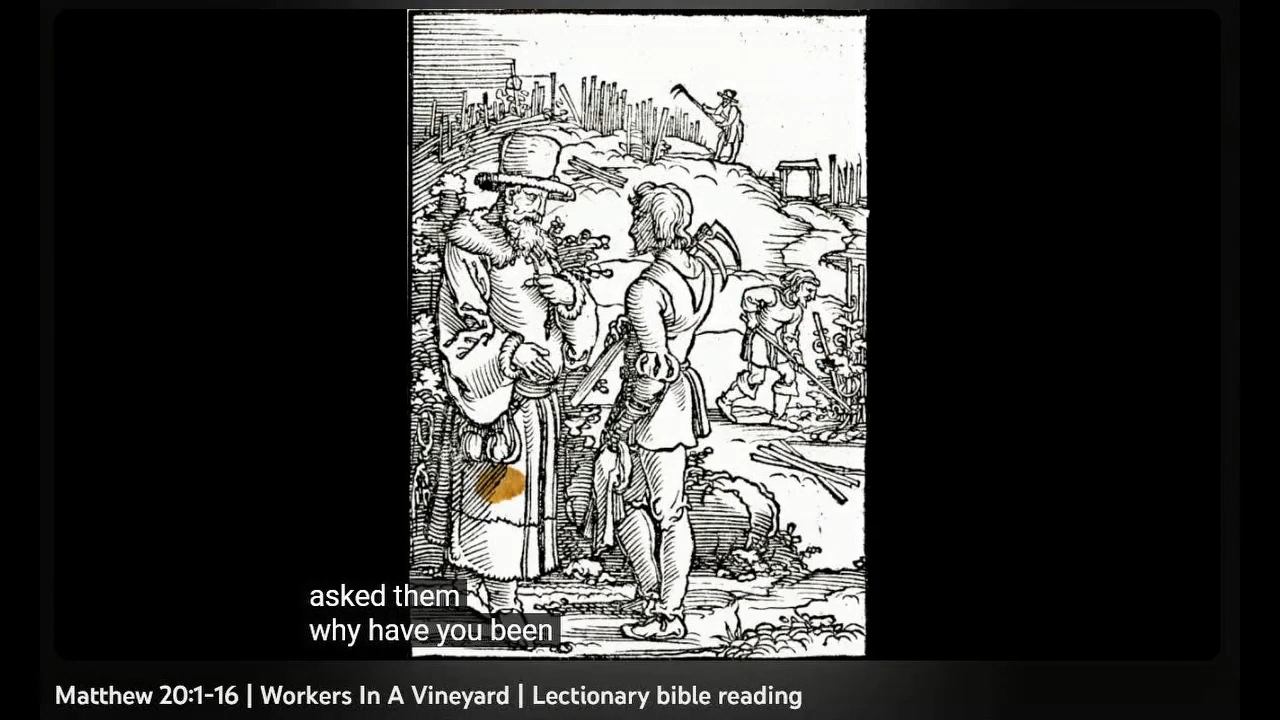 asked them
why have you been
Matthew 20:1-16 | Workers In A Vineyard | Lectionary bible reading